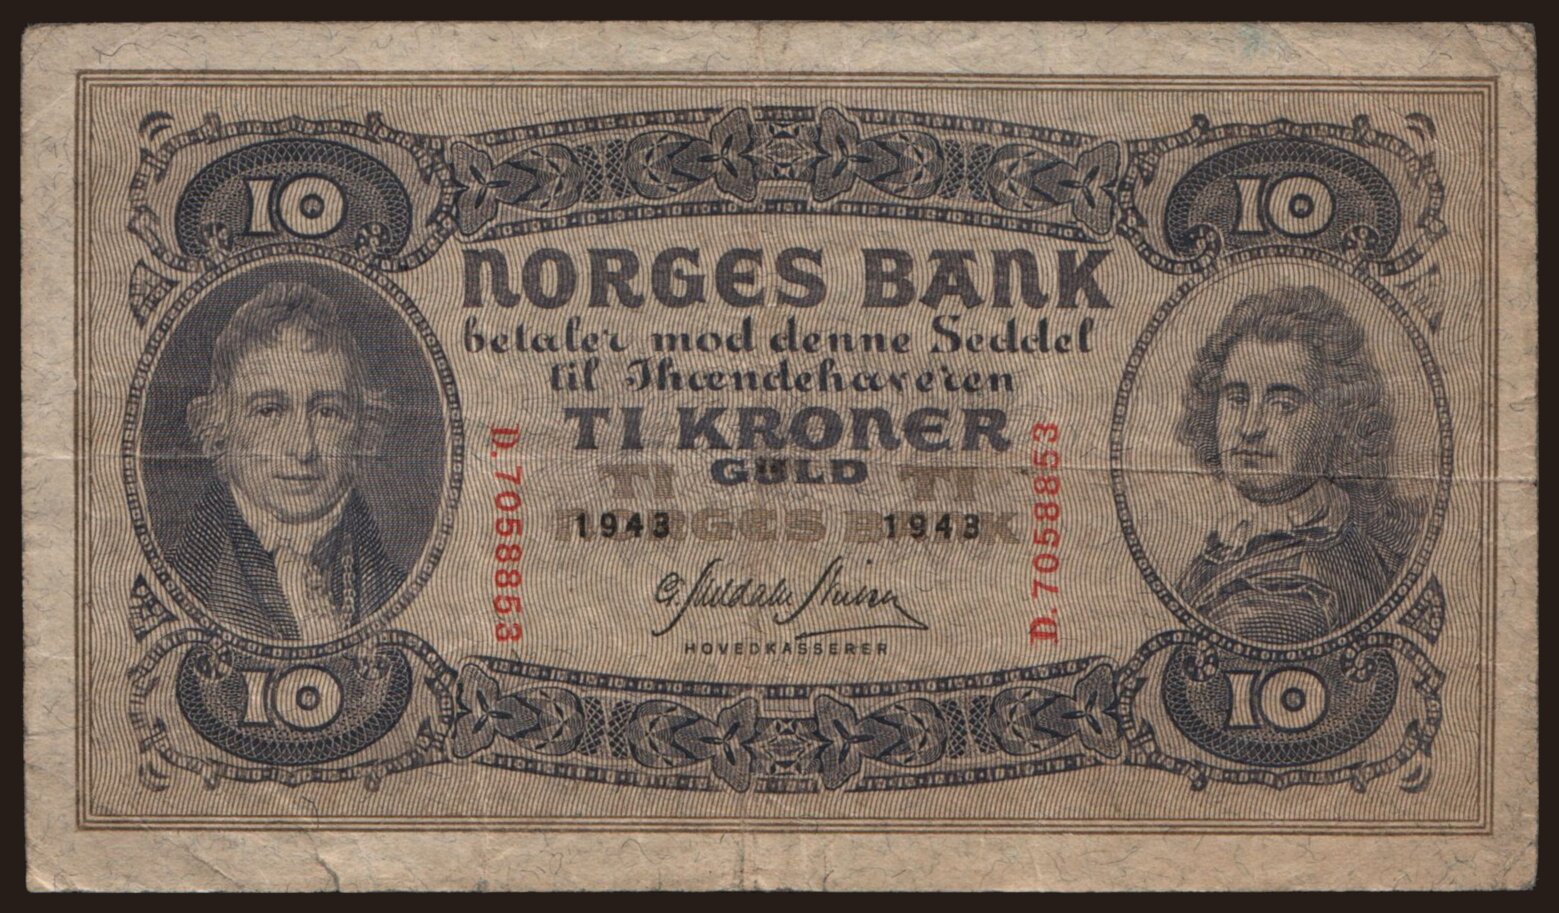 10 10
NORGES BANK
betaler mod denne Seddel
til Ihændehaveren
TI KRONER
GULD
TI TI
NORGES BANK
1943 1943
D.7058853
D.7058853
HOVEDKASSERER
10 10